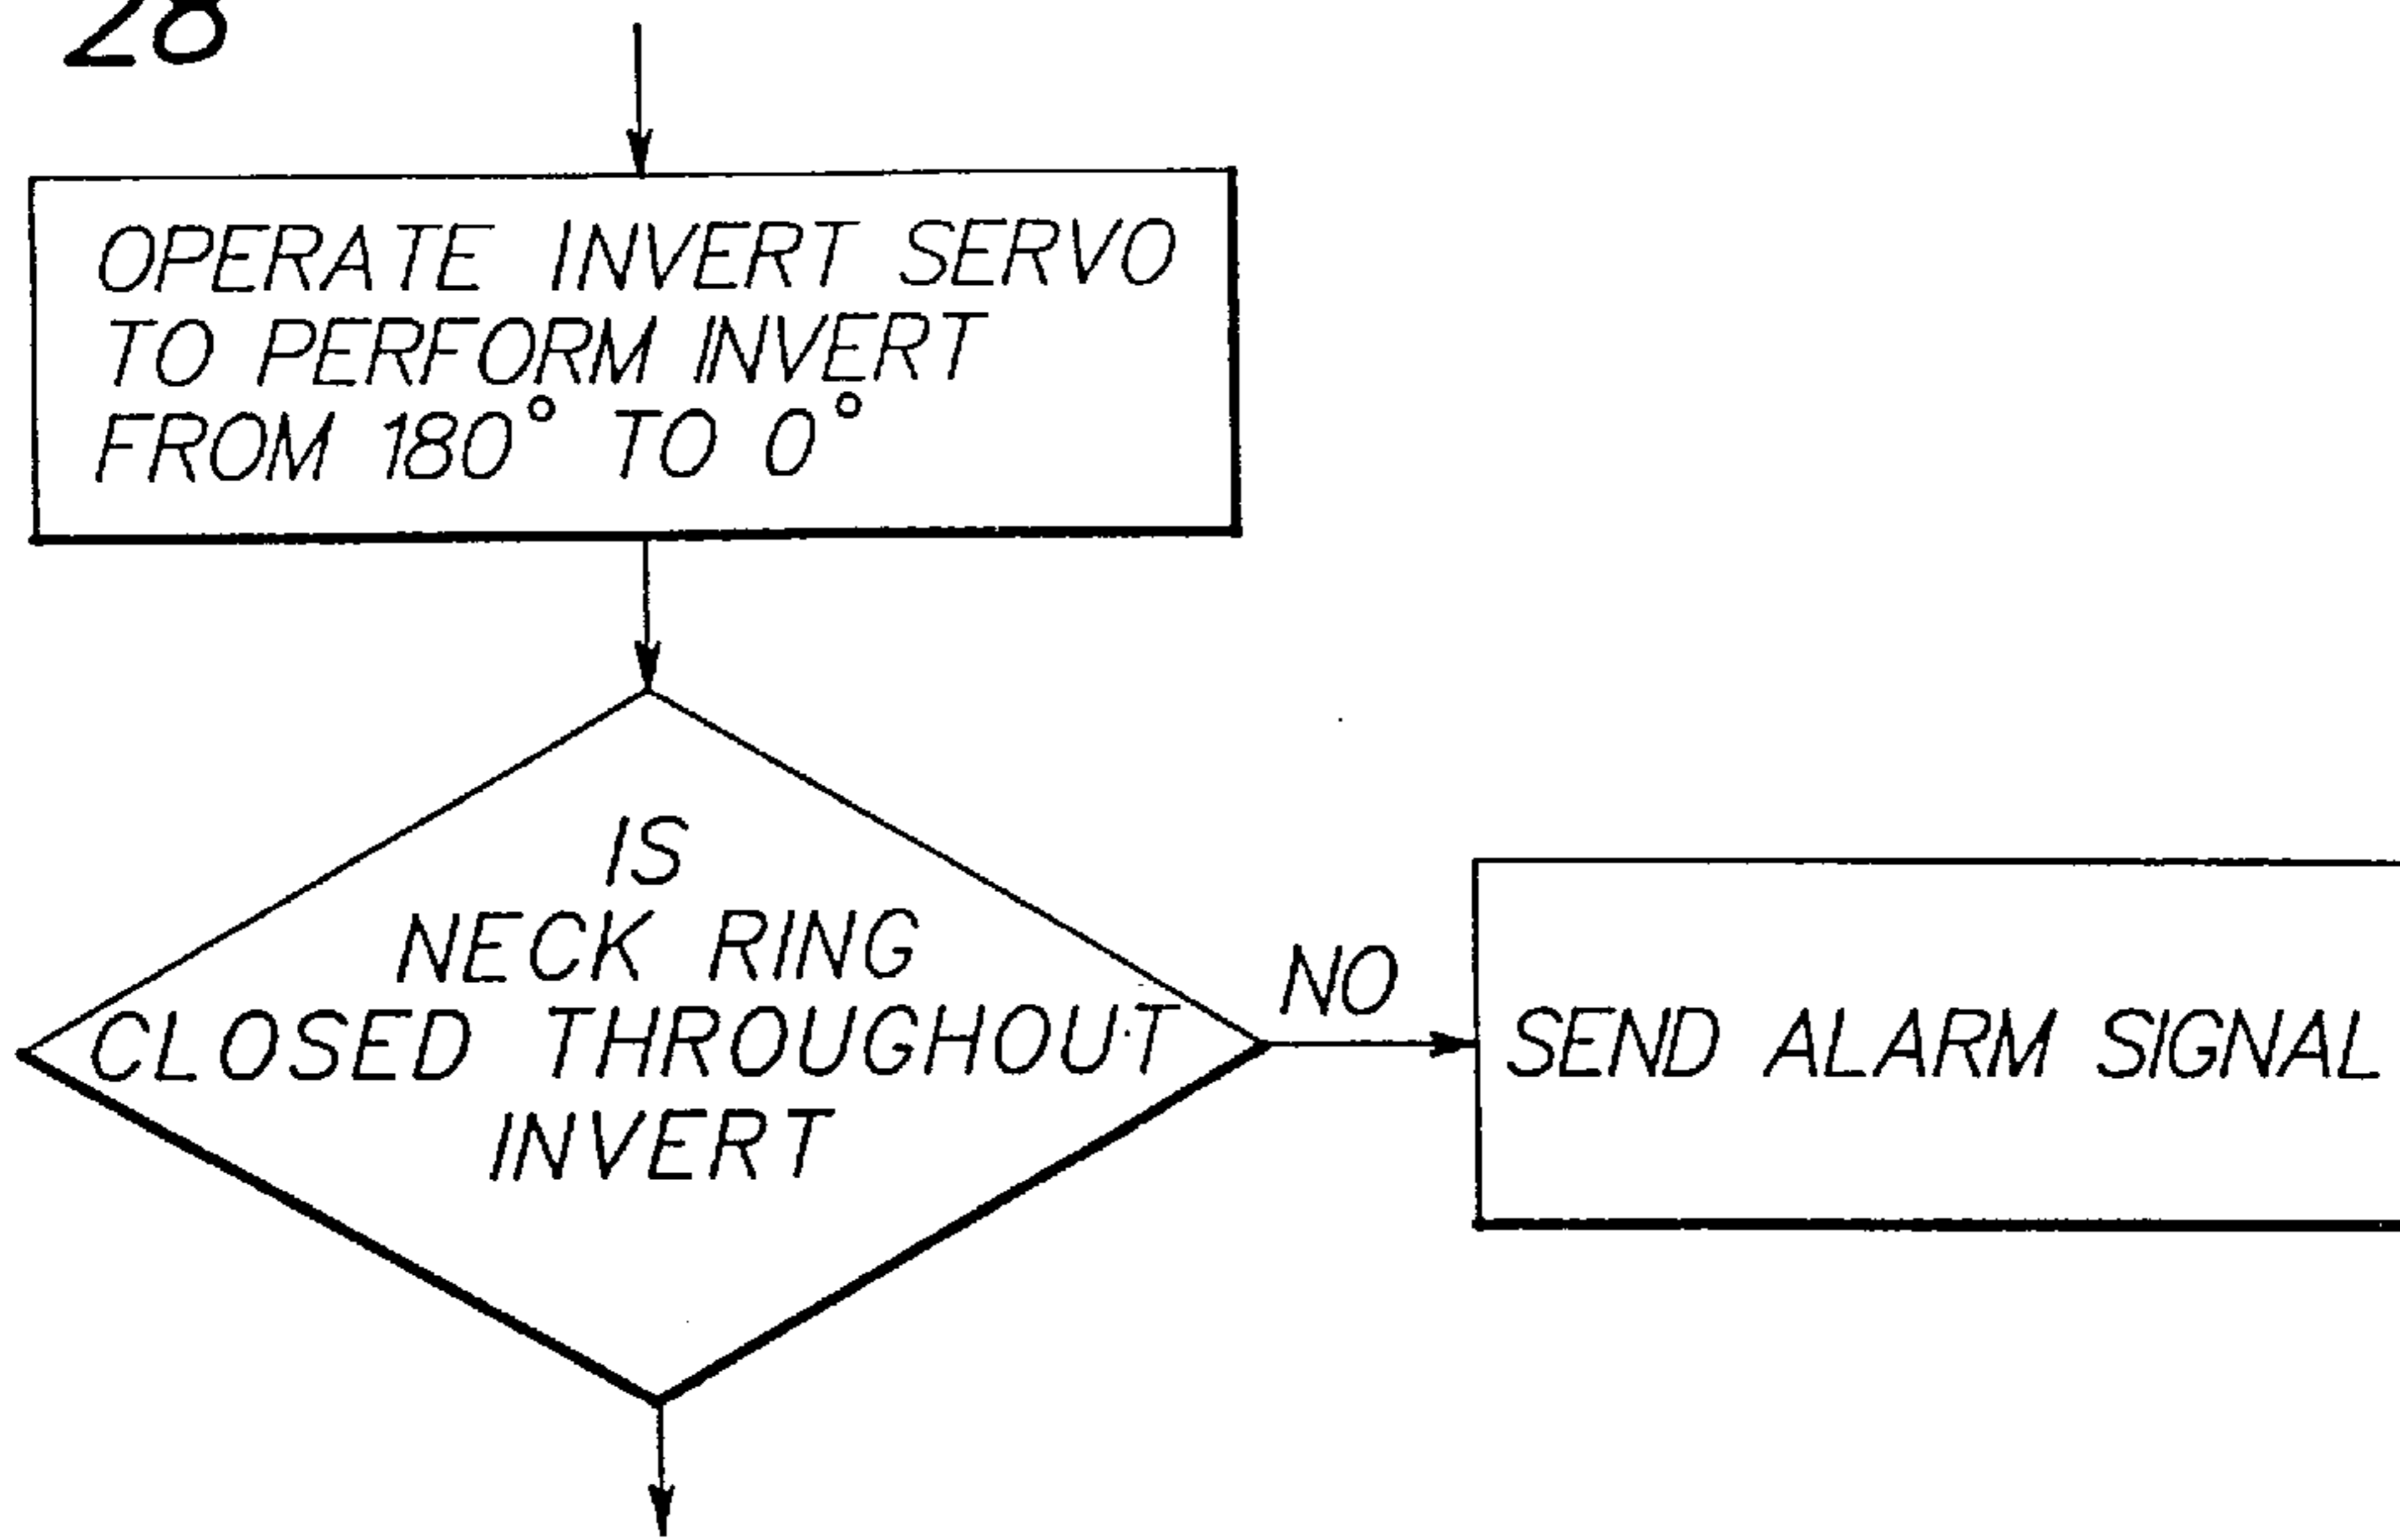 28
OPERATE INVERT SERVO
TO PERFORM INVERT
FROM 180° TO 0°
IS
NECK RING
CLOSED THROUGHOUT
INVERT
NO
SEND ALARM SIGNAL